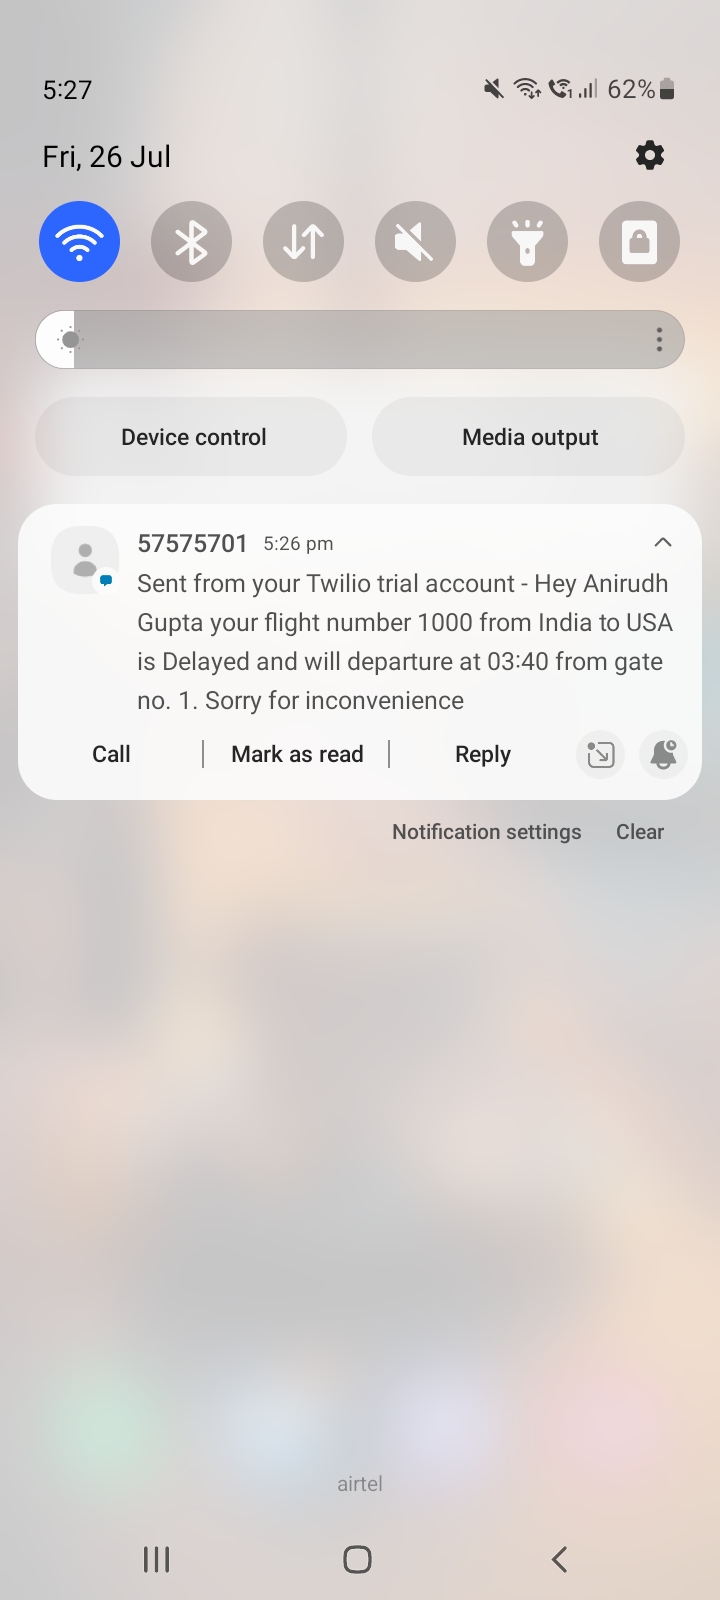 5:27
62%
Fri, 26 Jul
Device control
Media output
57575701 5:26 pm
Sent from your Twilio trial account - Hey Anirudh
Gupta your flight number 1000 from India to USA
is Delayed and will departure at 03:40 from gate
no. 1. Sorry for inconvenience
Call
Mark as read
Reply
Notification settings
Clear
airtel